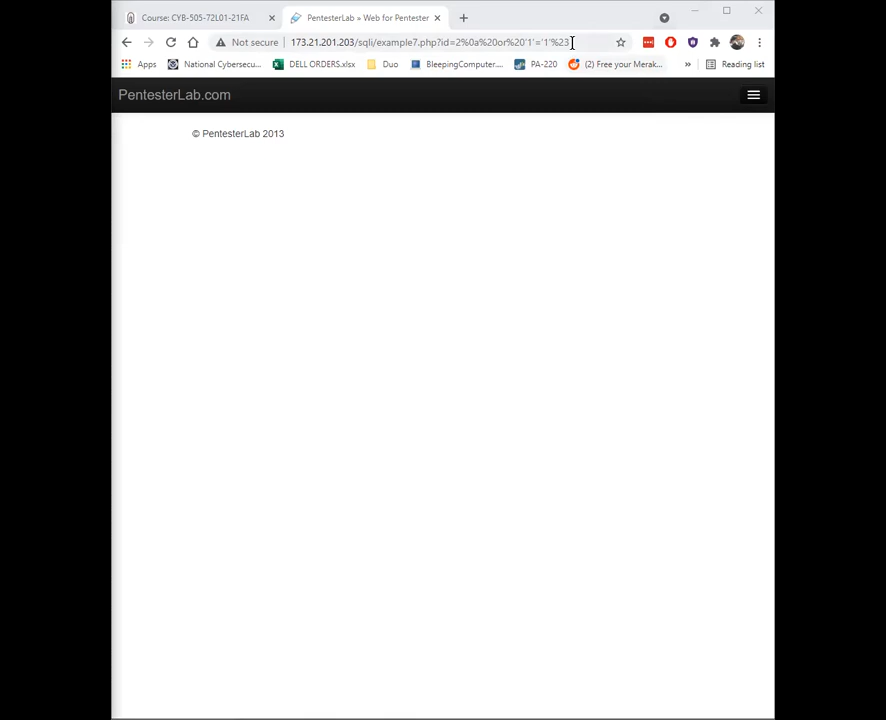 Course: CYB-505-72L01-21FA
PentesterLab » Web for Pentester
Not secure
173.21.201.203/sqli/example7.php?id=2%0a%20or%20'1'='1'%23
Apps
National Cybersecu...
DELL ORDERS.xlsx
Duo
BleepingComputer....
PA-220
(2) Free your Merak...
»
Reading list
PentesterLab.com
© PentesterLab 2013